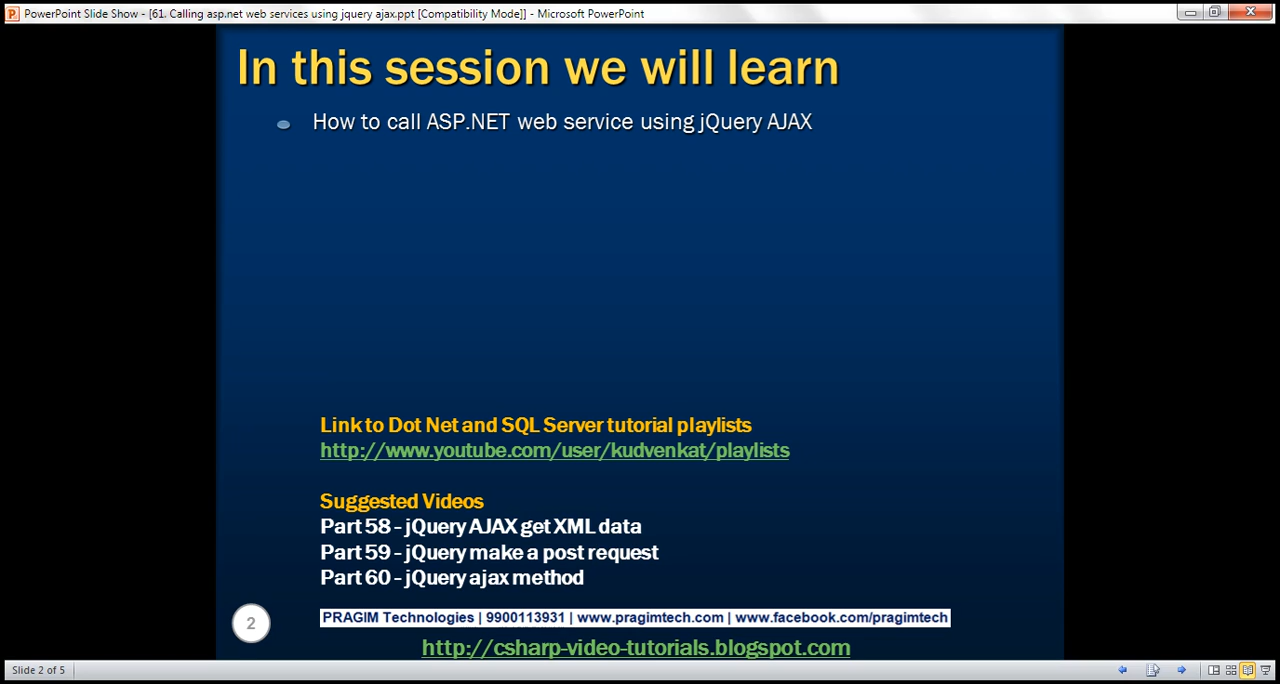 PowerPoint Slide Show - [61. Calling asp.net web services using jquery ajax.ppt [Compatibility Mode]] - Microsoft PowerPoint
In this session we will learn
How to call ASP.NET web service using jQuery AJAX
Link to Dot Net and SQL Server tutorial playlists
http://www.youtube.com/user/kudvenkat/playlists
Suggested Videos
Part 58 - jQuery AJAX get XML data
Part 59 - jQuery make a post request
Part 60 - jQuery ajax method
2
PRAGIM Technologies | 9900113931 | www.pragimtech.com | www.facebook.com/pragimtech
http://csharp-video-tutorials.blogspot.com
Slide 2 of 5